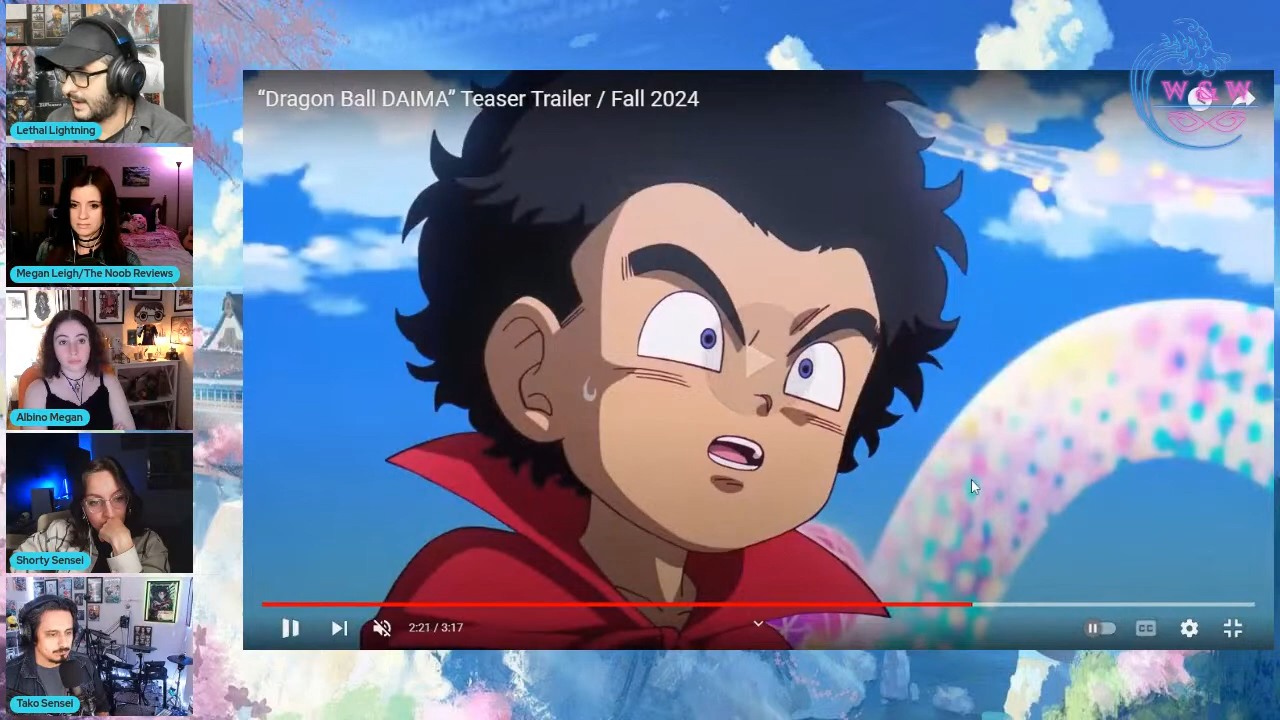 Lethal Lightning
Megan Leigh/The Noob Reviews
Albino Megan
Shorty Sensei
Tako Sensei
“Dragon Ball DAIMA” Teaser Trailer / Fall 2024
W & W
2:21 / 3:17
CC